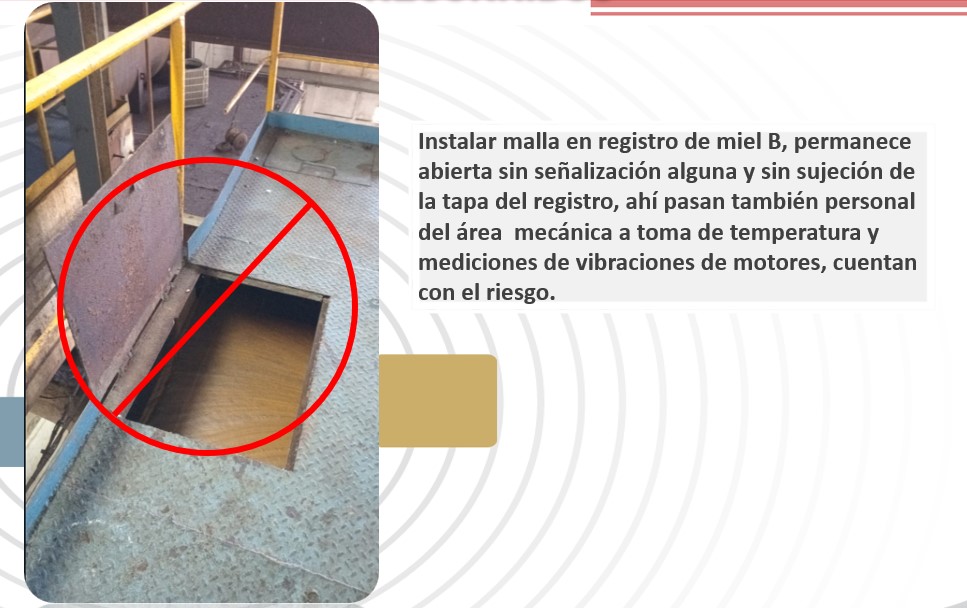 Instalar malla en registro de miel B, permanece
abierta sin señalización alguna y sin sujeción de
la tapa del registro, ahí pasan también personal
del área  mecánica a toma de temperatura y
mediciones de vibraciones de motores, cuentan
con el riesgo.